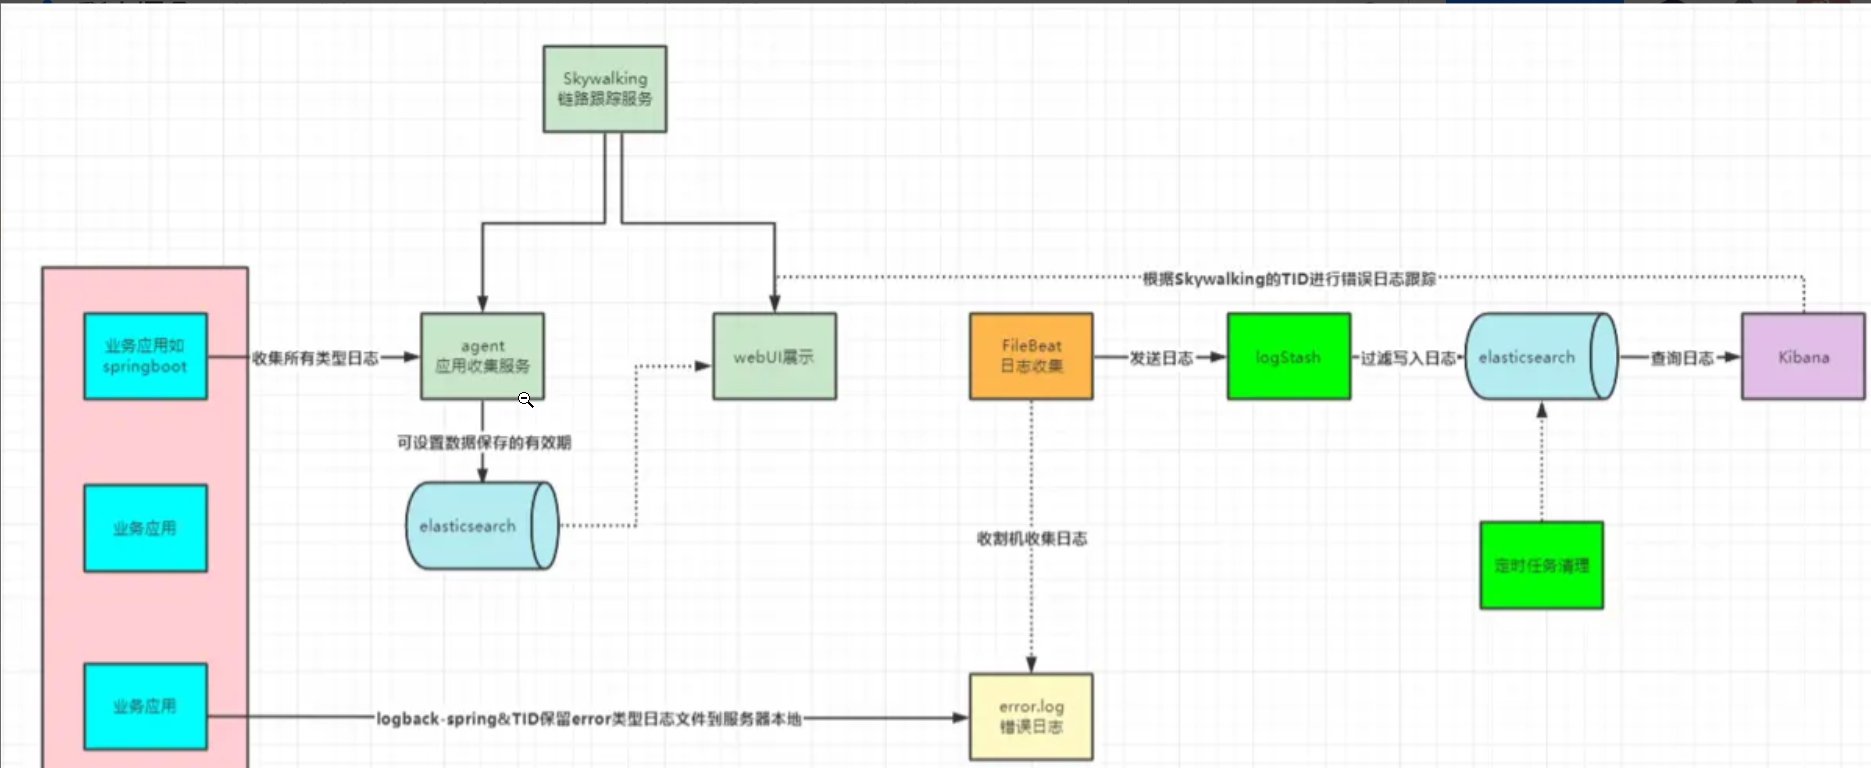 Skywalking
链路跟踪服务
根据Skywalking的TID进行错误日志跟踪
业务应用如
springboot
收集所有类型日志
agent
应用收集服务
webUI展示
FileBeat
日志收集
发送日志
logStash
过滤写入日志
elasticsearch
查询日志
Kibana
可设置数据保存的有效期
业务应用
elasticsearch
收割机收集日志
定时任务清理
业务应用
logback-spring&TID保留error类型日志文件到服务器本地
error.log
错误日志